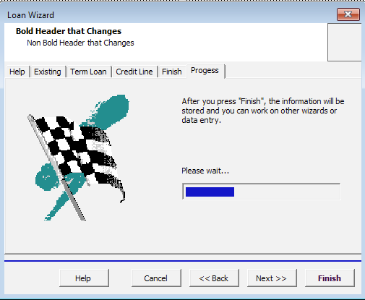 Loan Wizard
Bold Header that Changes
Non Bold Header that Changes
Help Existing Term Loan Credit Line Finish Progess
After you press "Finish", the information will be
stored and you can work on other wizards or
data entry.
Please wait...
Help Cancel << Back Next >> Finish